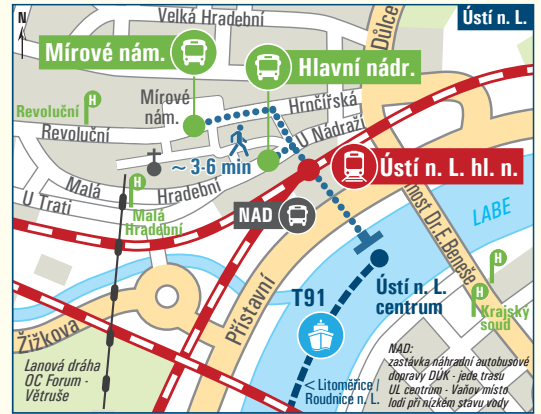 N
Velká Hradební
Důlce
Ústí n. L.
Mírové nám.
Hlavní nádr.
Mírové
nám.
Hrnčířská
Revoluční
Revoluční
U Nádraží
~ 3-6 min
Ústí n. L. hl. n.
Malá
Hradební
U Trati
Malá
Hradební
NAD
most Dr. E. Beneše
LABE
Přístavní
T91
Ústí n. L.
centrum
Krajský
soud
Žižkova
Lanová dráha
OC Forum -
Větruše
< Litoměřice /
Roudnice n. L.
NAD:
zastávka náhradní autobusové
dopravy DÚK - jede trasu
UL centrum - Vaňov místo
lodi při nízkém stavu vody